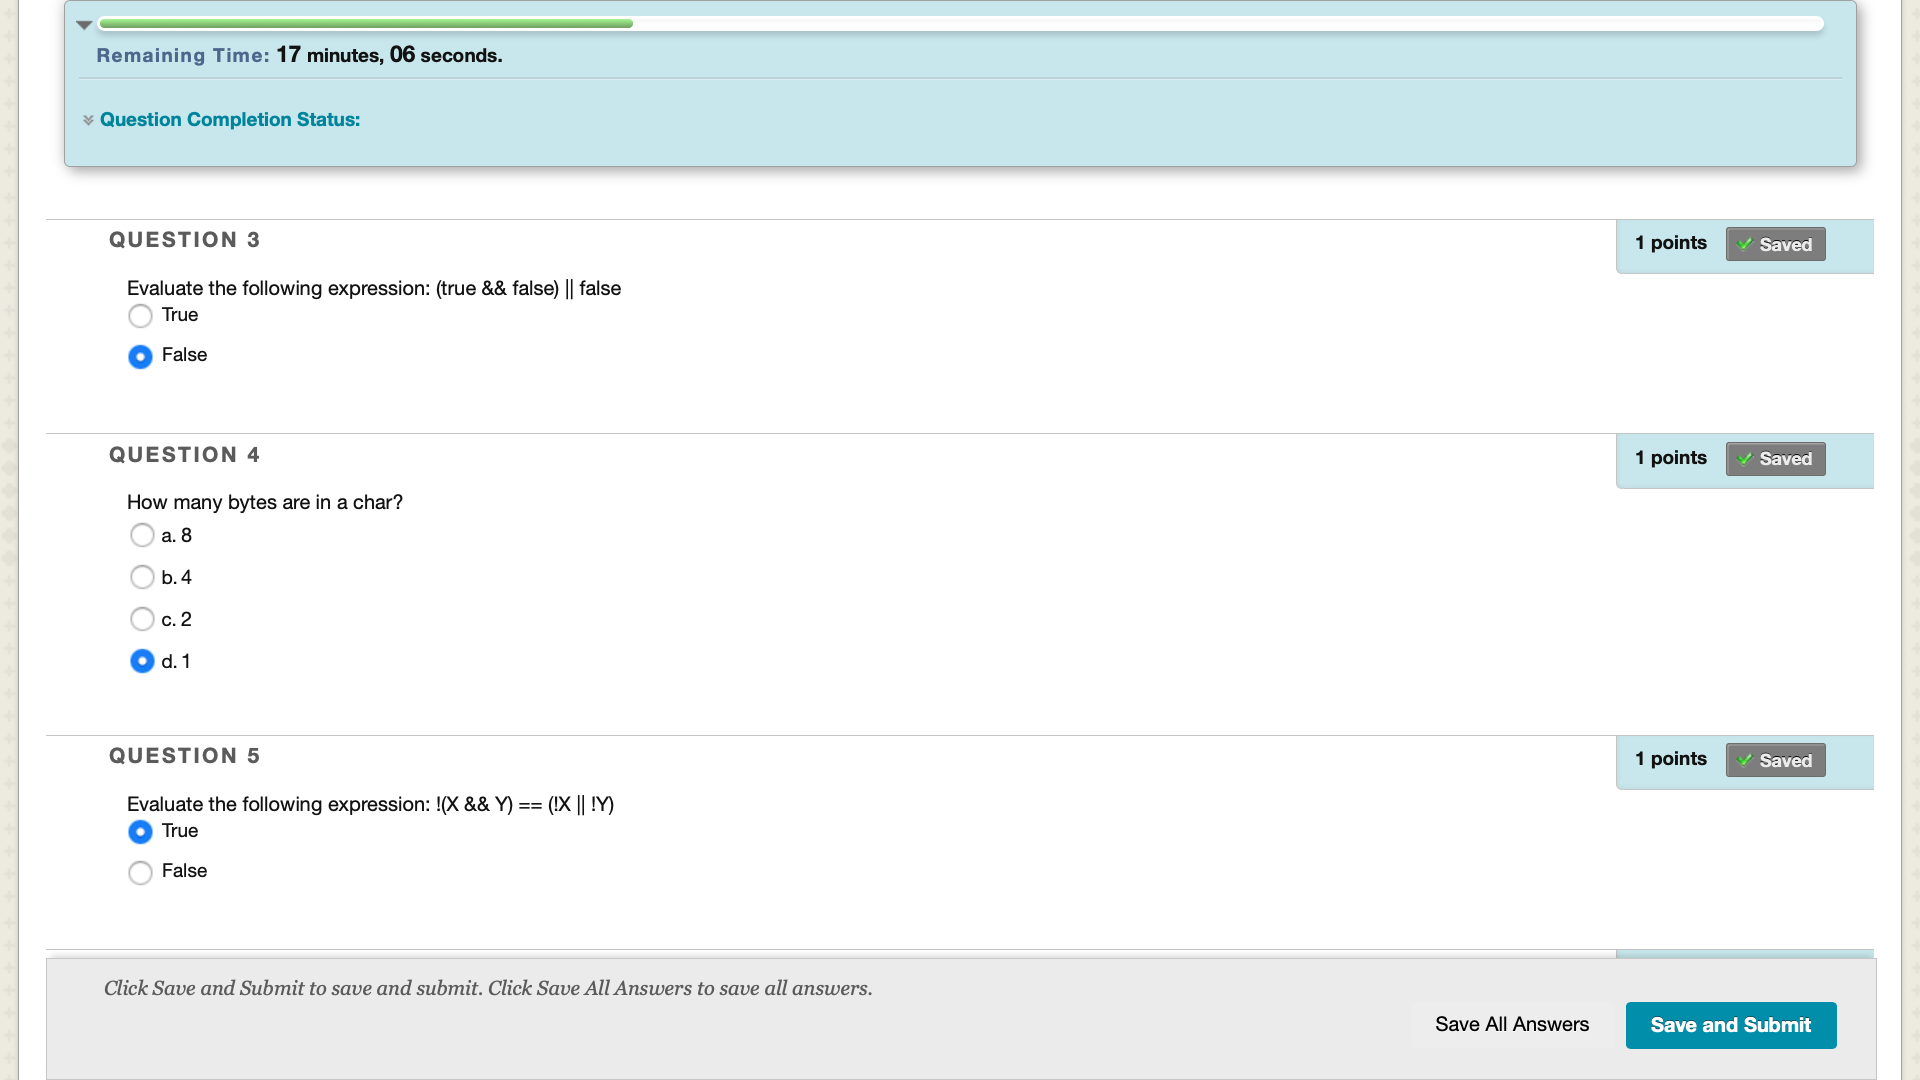 Remaining Time: 17 minutes, 06 seconds.
Question Completion Status:
QUESTION 3
1 points
Saved
Evaluate the following expression: (true && false) || false
True
False
QUESTION 4
1 points
Saved
How many bytes are in a char?
a. 8
b. 4
c. 2
d. 1
QUESTION 5
1 points
Saved
Evaluate the following expression: !(X && Y) == (!X || !Y)
True
False
Click Save and Submit to save and submit. Click Save All Answers to save all answers.
Save All Answers
Save and Submit